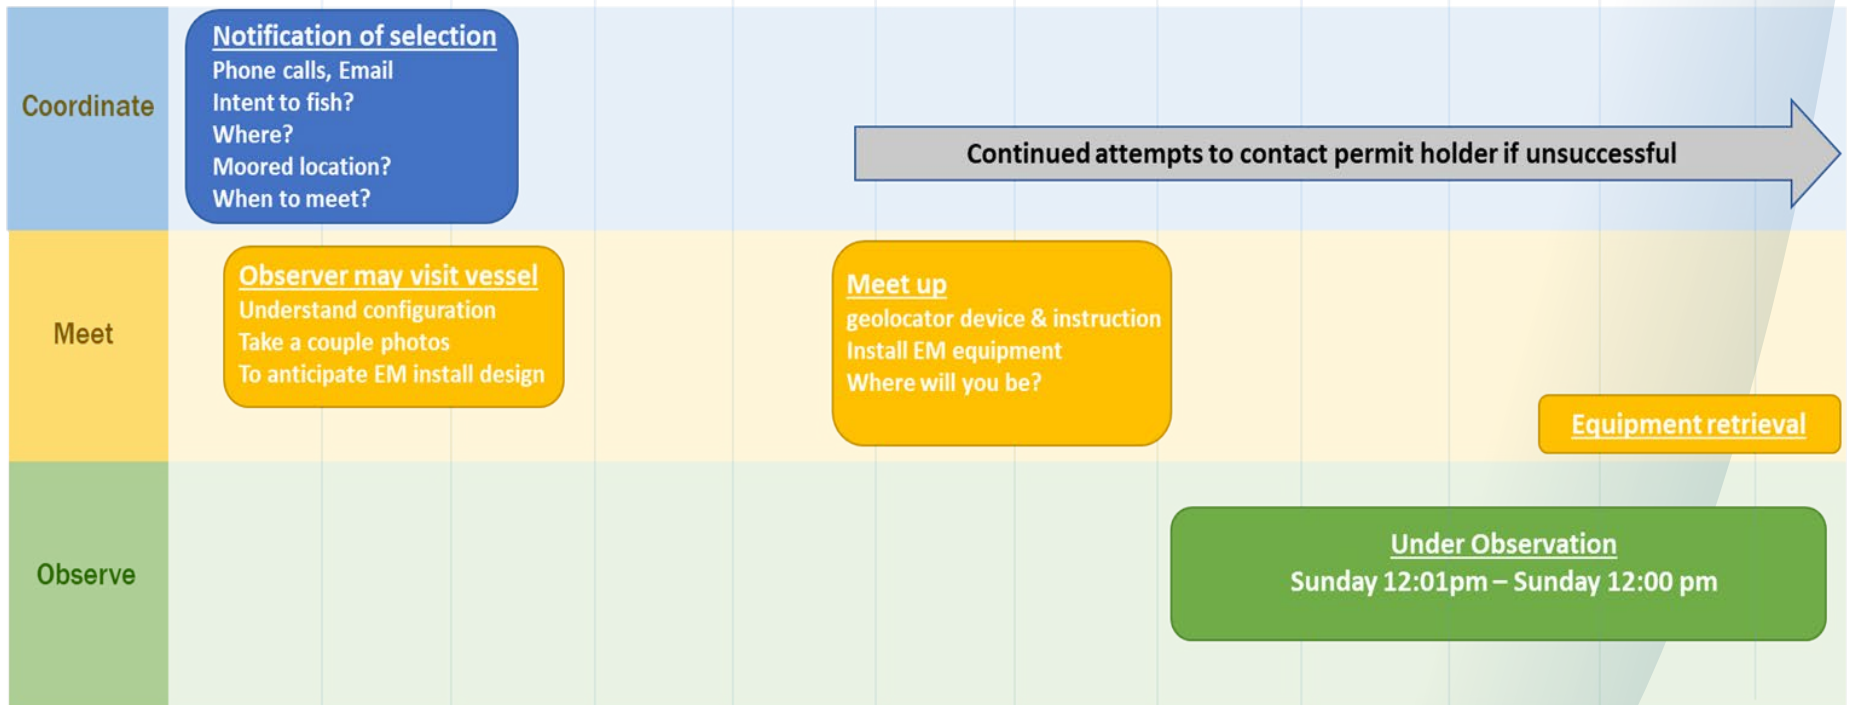 Coordinate
Notification of selection
Phone calls, Email
Intent to fish?
Where?
Moored location?
When to meet?
Continued attempts to contact permit holder if unsuccessful
Meet
Observer may visit vessel
Understand configuration
Take a couple photos
To anticipate EM install design
Meet up
geolocator device & instruction
Install EM equipment
Where will you be?
Equipment retrieval
Observe
Under Observation
Sunday 12:01pm – Sunday 12:00 pm